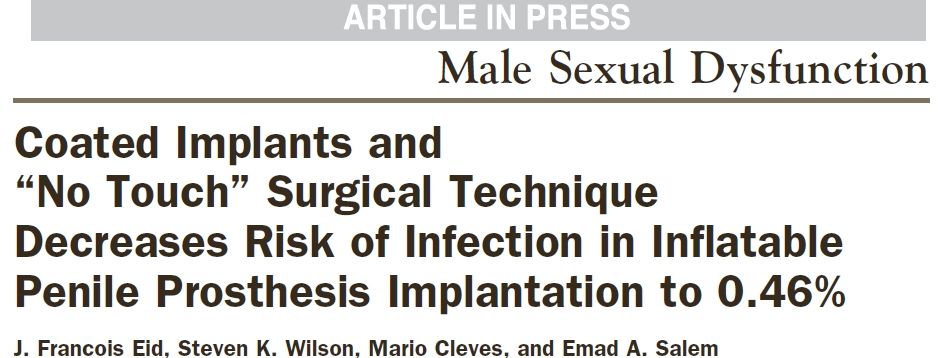 ARTICLE IN PRESS
Male Sexual Dysfunction
Coated Implants and
“No Touch” Surgical Technique
Decreases Risk of Infection in Inflatable
Penile Prosthesis Implantation to 0.46%
J. Francois Eid, Steven K. Wilson, Mario Cleves, and Emad A. Salem